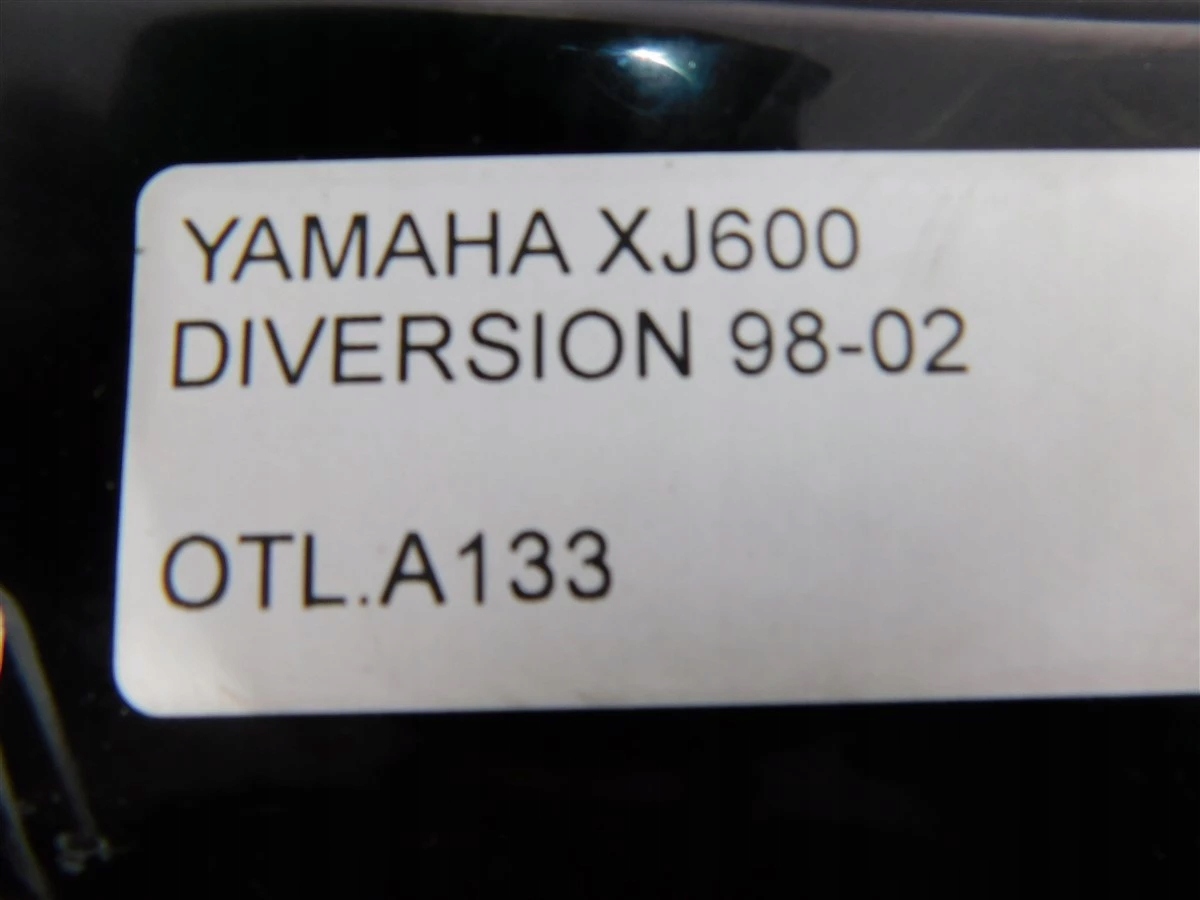 YAMAHA XJ600
DIVERSION 98-02
OTL.A133